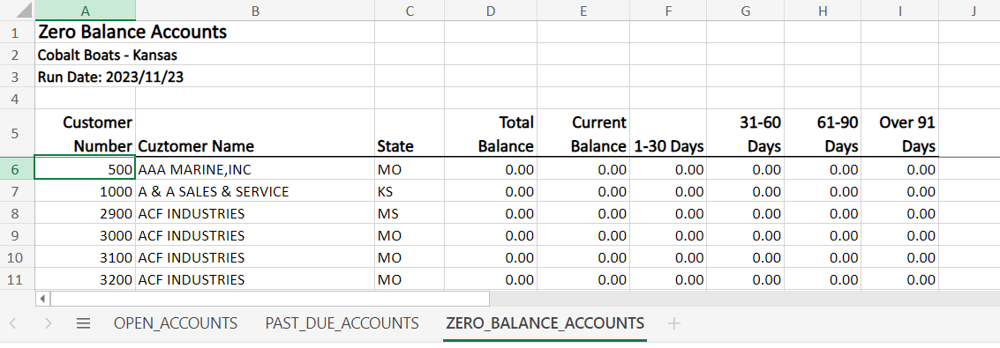 A B C D E F G H I J
1 Zero Balance Accounts
2 Cobalt Boats - Kansas
3 Run Date: 2023/11/23
4
5 Customer Number Cuztomer Name State Total Balance Current Balance 1-30 Days 31-60 Days 61-90 Days Over 91 Days
6 500 AAA MARINE,INC MO 0.00 0.00 0.00 0.00 0.00 0.00
7 1000 A & A SALES & SERVICE KS 0.00 0.00 0.00 0.00 0.00 0.00
8 2900 ACF INDUSTRIES MS 0.00 0.00 0.00 0.00 0.00 0.00
9 3000 ACF INDUSTRIES MO 0.00 0.00 0.00 0.00 0.00 0.00
10 3100 ACF INDUSTRIES MO 0.00 0.00 0.00 0.00 0.00 0.00
11 3200 ACF INDUSTRIES MO 0.00 0.00 0.00 0.00 0.00 0.00
OPEN_ACCOUNTS PAST_DUE_ACCOUNTS ZERO_BALANCE_ACCOUNTS